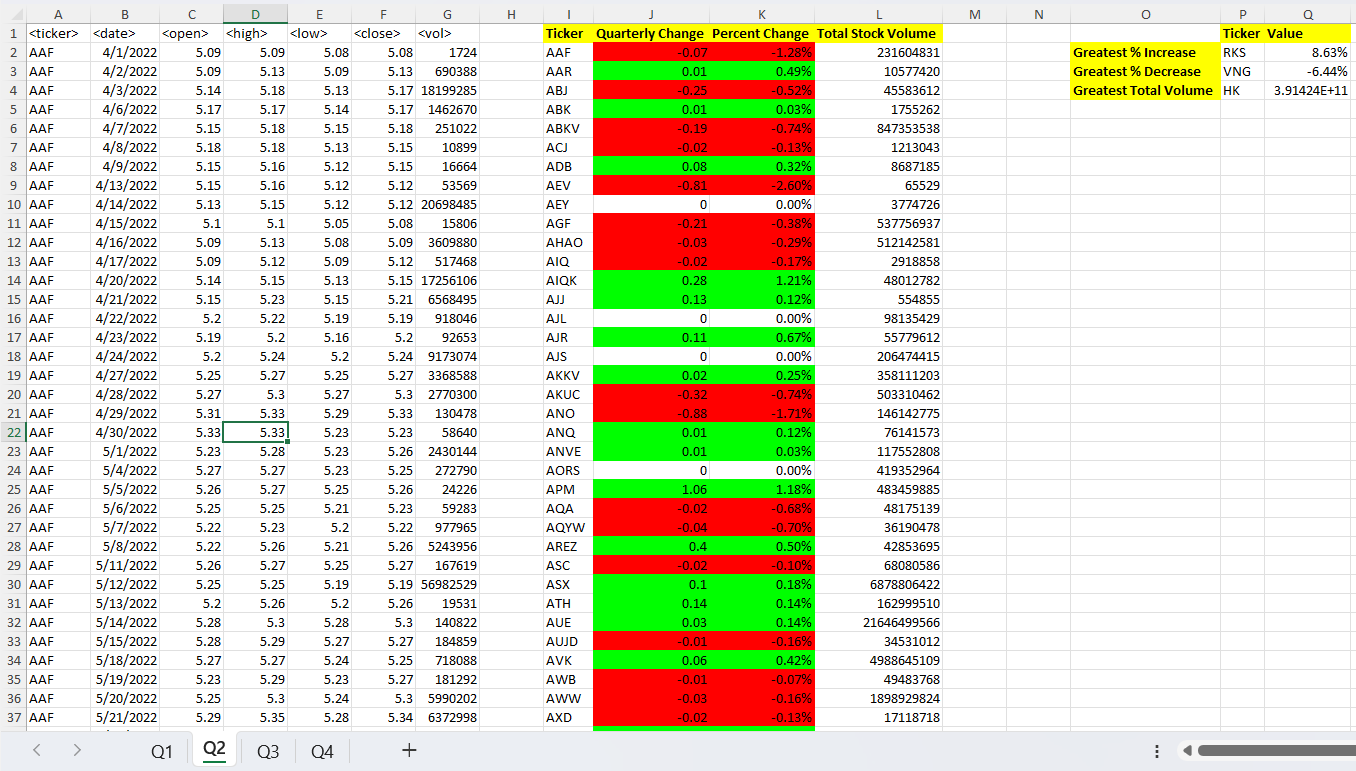 A B C D E F G H I J K L M N O P Q
1 <ticker> <date> <open> <high> <low> <close> <vol> Ticker Quarterly Change Percent Change Total Stock Volume Ticker Value
2 AAF 4/1/2022 5.09 5.09 5.08 5.08 1724 AAF -0.07 -1.28% 231604831 Greatest % Increase RKS 8.63%
3 AAF 4/2/2022 5.09 5.13 5.09 5.13 690388 AAR 0.01 0.49% 10577420 Greatest % Decrease VNG -6.44%
4 AAF 4/3/2022 5.14 5.18 5.13 5.17 18199285 ABJ -0.25 -0.52% 45583612 Greatest Total Volume HK 3.91424E+11
5 AAF 4/6/2022 5.17 5.17 5.14 5.17 1462670 ABK 0.01 0.03% 1755262
6 AAF 4/7/2022 5.15 5.18 5.15 5.18 251022 ABKV -0.19 -0.74% 847353538
7 AAF 4/8/2022 5.18 5.18 5.13 5.15 10899 ACJ -0.02 -0.13% 1213043
8 AAF 4/9/2022 5.15 5.16 5.12 5.15 16664 ADB 0.08 0.32% 8687185
9 AAF 4/13/2022 5.15 5.16 5.12 5.12 53569 AEV -0.81 -2.60% 65529
10 AAF 4/14/2022 5.13 5.15 5.12 5.12 20698485 AEY 0 0.00% 3774726
11 AAF 4/15/2022 5.1 5.1 5.05 5.08 15806 AGF -0.21 -0.38% 537756937
12 AAF 4/16/2022 5.09 5.13 5.08 5.09 3609880 AHAO -0.03 -0.29% 512142581
13 AAF 4/17/2022 5.09 5.12 5.09 5.12 517468 AIQ -0.02 -0.17% 2918858
14 AAF 4/20/2022 5.14 5.15 5.13 5.15 17256106 AIQK 0.28 1.21% 48012782
15 AAF 4/21/2022 5.15 5.23 5.15 5.21 6568495 AJJ 0.13 0.12% 554855
16 AAF 4/22/2022 5.2 5.22 5.19 5.19 918046 AJL 0 0.00% 98135429
17 AAF 4/23/2022 5.19 5.2 5.16 5.2 92653 AJR 0.11 0.67% 55779612
18 AAF 4/24/2022 5.2 5.24 5.2 5.24 9173074 AJS 0 0.00% 206474415
19 AAF 4/27/2022 5.25 5.27 5.25 5.27 3368588 AKKV 0.02 0.25% 358111203
20 AAF 4/28/2022 5.27 5.3 5.27 5.3 2770300 AKUC -0.32 -0.74% 503310462
21 AAF 4/29/2022 5.31 5.33 5.29 5.33 130478 ANO -0.88 -1.71% 146142775
22 AAF 4/30/2022 5.33 5.33 5.23 5.23 58640 ANQ 0.01 0.12% 76141573
23 AAF 5/1/2022 5.23 5.28 5.23 5.26 2430144 ANVE 0.01 0.03% 117552808
24 AAF 5/4/2022 5.27 5.27 5.23 5.25 272790 AORS 0 0.00% 419352964
25 AAF 5/5/2022 5.26 5.27 5.25 5.26 24226 APM 1.06 1.18% 483459885
26 AAF 5/6/2022 5.25 5.25 5.21 5.23 59283 AQA -0.02 -0.68% 48175139
27 AAF 5/7/2022 5.22 5.23 5.2 5.22 977965 AQYW -0.04 -0.70% 36190478
28 AAF 5/8/2022 5.22 5.26 5.21 5.26 5243956 AREZ 0.4 0.50% 42853695
29 AAF 5/11/2022 5.26 5.27 5.25 5.27 167619 ASC -0.02 -0.10% 68080586
30 AAF 5/12/2022 5.25 5.25 5.19 5.19 56982529 ASX 0.1 0.18% 6878806422
31 AAF 5/13/2022 5.2 5.26 5.2 5.26 19531 ATH 0.14 0.14% 162999510
32 AAF 5/14/2022 5.28 5.3 5.28 5.3 140822 AUE 0.03 0.14% 21646499566
33 AAF 5/15/2022 5.28 5.29 5.27 5.27 184859 AUJD -0.01 -0.16% 34531012
34 AAF 5/18/2022 5.27 5.27 5.24 5.25 718088 AVK 0.06 0.42% 4988645109
35 AAF 5/19/2022 5.23 5.29 5.23 5.27 181292 AWB -0.01 -0.07% 49483768
36 AAF 5/20/2022 5.25 5.3 5.24 5.3 5990202 AWW -0.03 -0.16% 1898929824
37 AAF 5/21/2022 5.29 5.35 5.28 5.34 6372998 AXD -0.02 -0.13% 17118718
Q1 Q2 Q3 Q4